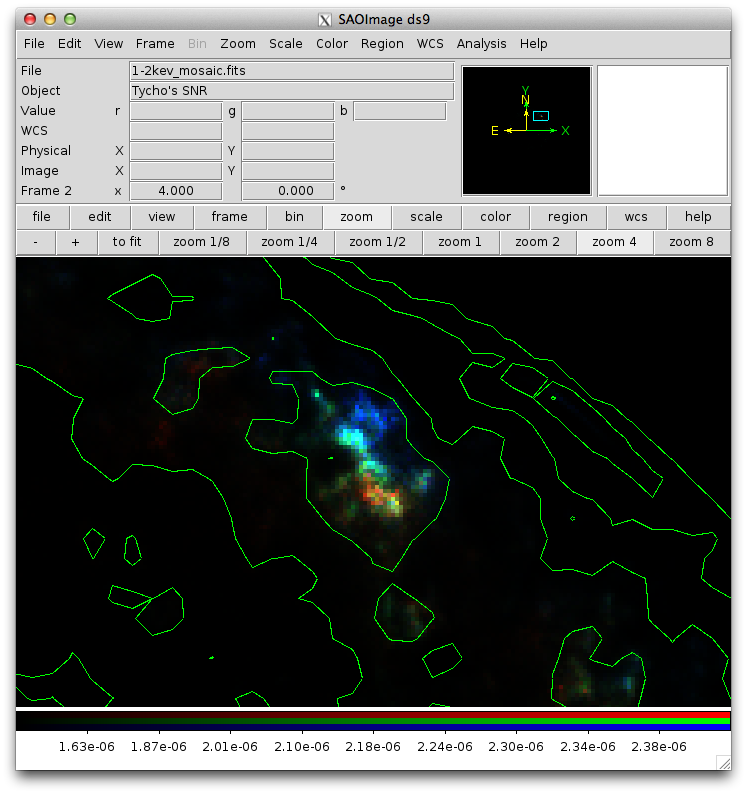 SAOImage ds9
File Edit View Frame Bin Zoom Scale Color Region WCS Analysis Help
File 1-2kev_mosaic.fits
Object Tycho's SNR
Value r g b
WCS
Physical X Y
Image X Y
Frame 2 x 4.000 0.000 °
Y
N
E X
file edit view frame bin zoom scale color region wcs help
- + to fit zoom 1/8 zoom 1/4 zoom 1/2 zoom 1 zoom 2 zoom 4 zoom 8
1.63e-06 1.87e-06 2.01e-06 2.10e-06 2.18e-06 2.24e-06 2.30e-06 2.34e-06 2.38e-06